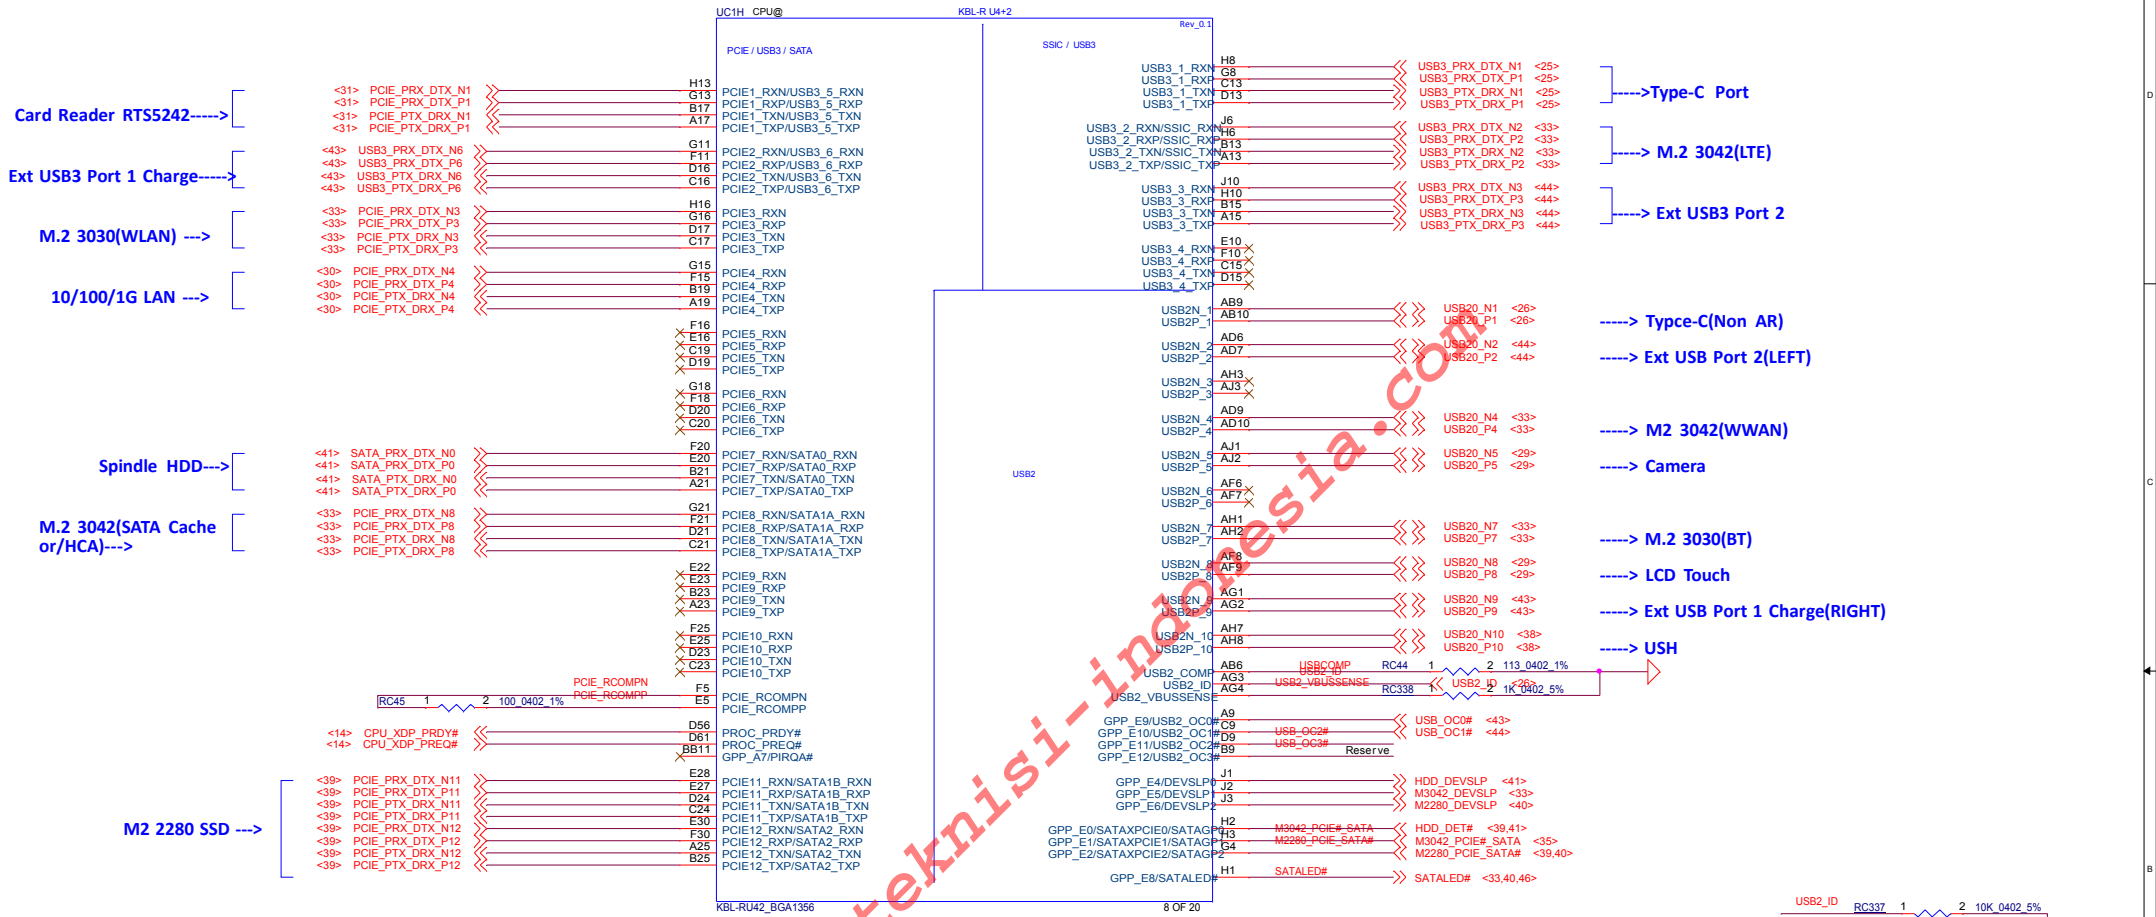 UC1H CPU@ KBL-R U4+2
Rev_0.1
PCIE / USB3 / SATA
SSIC / USB3
Card Reader RTS5242----->
<31> PCIE_PRX_DTX_N1 H13 PCIE1_RXN/USB3_5_RXN
<31> PCIE_PRX_DTX_P1 G13 PCIE1_RXP/USB3_5_RXP
<31> PCIE_PTX_DRX_N1 B17 PCIE1_TXN/USB3_5_TXN
<31> PCIE_PTX_DRX_P1 A17 PCIE1_TXP/USB3_5_TXP
Ext USB3 Port 1 Charge----->
<43> USB3_PRX_DTX_N6 G11 PCIE2_RXN/USB3_6_RXN
<43> USB3_PRX_DTX_P6 F11 PCIE2_RXP/USB3_6_RXP
<43> USB3_PTX_DRX_N6 D16 PCIE2_TXN/USB3_6_TXN
<43> USB3_PTX_DRX_P6 C16 PCIE2_TXP/USB3_6_TXP
M.2 3030(WLAN) --->
<33> PCIE_PRX_DTX_N3 H16 PCIE3_RXN
<33> PCIE_PRX_DTX_P3 G16 PCIE3_RXP
<33> PCIE_PTX_DRX_N3 D17 PCIE3_TXN
<33> PCIE_PTX_DRX_P3 C17 PCIE3_TXP
10/100/1G LAN --->
<30> PCIE_PRX_DTX_N4 G15 PCIE4_RXN
<30> PCIE_PRX_DTX_P4 F15 PCIE4_RXP
<30> PCIE_PTX_DRX_N4 B19 PCIE4_TXN
<30> PCIE_PTX_DRX_P4 A19 PCIE4_TXP
F16 PCIE5_RXN
E16 PCIE5_RXP
C19 PCIE5_TXN
D19 PCIE5_TXP
G18 PCIE6_RXN
F18 PCIE6_RXP
D20 PCIE6_TXN
C20 PCIE6_TXP
Spindle HDD--->
<41> SATA_PRX_DTX_N0 F20 PCIE7_RXN/SATA0_RXN
<41> SATA_PRX_DTX_P0 E20 PCIE7_RXP/SATA0_RXP
<41> SATA_PTX_DRX_N0 B21 PCIE7_TXN/SATA0_TXN
<41> SATA_PTX_DRX_P0 A21 PCIE7_TXP/SATA0_TXP
M.2 3042(SATA Cache
or/HCA)--->
<33> PCIE_PRX_DTX_N8 G21 PCIE8_RXN/SATA1A_RXN
<33> PCIE_PRX_DTX_P8 F21 PCIE8_RXP/SATA1A_RXP
<33> PCIE_PTX_DRX_N8 D21 PCIE8_TXN/SATA1A_TXN
<33> PCIE_PTX_DRX_P8 C21 PCIE8_TXP/SATA1A_TXP
E22 PCIE9_RXN
E23 PCIE9_RXP
B23 PCIE9_TXN
A23 PCIE9_TXP
F25 PCIE10_RXN
E25 PCIE10_RXP
D23 PCIE10_TXN
C23 PCIE10_TXP
PCIE_RCOMPN F5 PCIE_RCOMPN
RC45 1 2 100_0402_1% PCIE_RCOMPP E5 PCIE_RCOMPP
<14> CPU_XDP_PRDY# D56 PROC_PRDY#
<14> CPU_XDP_PREQ# D61 PROC_PREQ#
BB11 GPP_A7/PIRQA#
M2 2280 SSD --->
<39> PCIE_PRX_DTX_N11 E28 PCIE11_RXN/SATA1B_RXN
<39> PCIE_PRX_DTX_P11 E27 PCIE11_RXP/SATA1B_RXP
<39> PCIE_PTX_DRX_N11 D24 PCIE11_TXN/SATA1B_TXN
<39> PCIE_PTX_DRX_P11 C24 PCIE11_TXP/SATA1B_TXP
<39> PCIE_PRX_DTX_N12 E30 PCIE12_RXN/SATA2_RXN
<39> PCIE_PRX_DTX_P12 F30 PCIE12_RXP/SATA2_RXP
<39> PCIE_PTX_DRX_N12 A25 PCIE12_TXN/SATA2_TXN
<39> PCIE_PTX_DRX_P12 B25 PCIE12_TXP/SATA2_TXP
USB3_1_RXN H8 USB3_PRX_DTX_N1 <25>
USB3_1_RXP G8 USB3_PRX_DTX_P1 <25>
USB3_1_TXN C13 USB3_PTX_DRX_N1 <25>
USB3_1_TXP D13 USB3_PTX_DRX_P1 <25>
----->Type-C Port
USB3_2_RXN/SSIC_RXN J6 USB3_PRX_DTX_N2 <33>
USB3_2_RXP/SSIC_RXP H6 USB3_PRX_DTX_P2 <33>
USB3_2_TXN/SSIC_TXN B13 USB3_PTX_DRX_N2 <33>
USB3_2_TXP/SSIC_TXP A13 USB3_PTX_DRX_P2 <33>
-----> M.2 3042(LTE)
USB3_3_RXN J10 USB3_PRX_DTX_N3 <44>
USB3_3_RXP H10 USB3_PRX_DTX_P3 <44>
USB3_3_TXN B15 USB3_PTX_DRX_N3 <44>
USB3_3_TXP A15 USB3_PTX_DRX_P3 <44>
-----> Ext USB3 Port 2
USB3_4_RXN E10
USB3_4_RXP F10
USB3_4_TXN C15
USB3_4_TXP D15
USB2
USB2N_1 AB9 USB20_N1 <26>
USB2P_1 AB10 USB20_P1 <26>
-----> Typce-C(Non AR)
USB2N_2 AD6 USB20_N2 <44>
USB2P_2 AD7 USB20_P2 <44>
-----> Ext USB Port 2(LEFT)
USB2N_3 AH3
USB2P_3 AJ3
USB2N_4 AD9 USB20_N4 <33>
USB2P_4 AD10 USB20_P4 <33>
-----> M2 3042(WWAN)
USB2N_5 AJ1 USB20_N5 <29>
USB2P_5 AJ2 USB20_P5 <29>
-----> Camera
USB2N_6 AF6
USB2P_6 AF7
USB2N_7 AH1 USB20_N7 <33>
USB2P_7 AH2 USB20_P7 <33>
-----> M.2 3030(BT)
USB2N_8 AF8 USB20_N8 <29>
USB2P_8 AF9 USB20_P8 <29>
-----> LCD Touch
USB2N_9 AG1 USB20_N9 <43>
USB2P_9 AG2 USB20_P9 <43>
-----> Ext USB Port 1 Charge(RIGHT)
USB2N_10 AH7 USB20_N10 <38>
USB2P_10 AH8 USB20_P10 <38>
-----> USH
USB2_COMP AB6 USBCOMP RC44 1 2 113_0402_1%
USB2_ID AG3 USB2_ID USB2_ID <26>
USB2_VBUSSENSE AG4 USB2_VBUSSENSE RC338 1 2 1K_0402_5%
GPP_E9/USB2_OC0# A9 USB_OC0# <43>
GPP_E10/USB2_OC1# C9 USB_OC1# <44>
GPP_E11/USB2_OC2# D9 USB_OC2#
GPP_E12/USB2_OC3# B9 USB_OC3# Reserve
GPP_E4/DEVSLP0 J1 HDD_DEVSLP <41>
GPP_E5/DEVSLP1 J2 M3042_DEVSLP <33>
GPP_E6/DEVSLP2 J3 M2280_DEVSLP <40>
GPP_E0/SATAXPCIE0/SATAGP0 H2 HDD_DET# <39,41>
GPP_E1/SATAXPCIE1/SATAGP1 H3 M3042_PCIE#_SATA M3042_PCIE#_SATA <35>
GPP_E2/SATAXPCIE2/SATAGP2 G4 M2280_PCIE_SATA# M2280_PCIE_SATA# <39,40>
GPP_E8/SATALED# H1 SATALED# SATALED# <33,40,46>
KBL-RU42_BGA1356 8 OF 20
USB2_ID RC337 1 2 10K_0402_5%
teknisi-indonesia.com
D
C
B